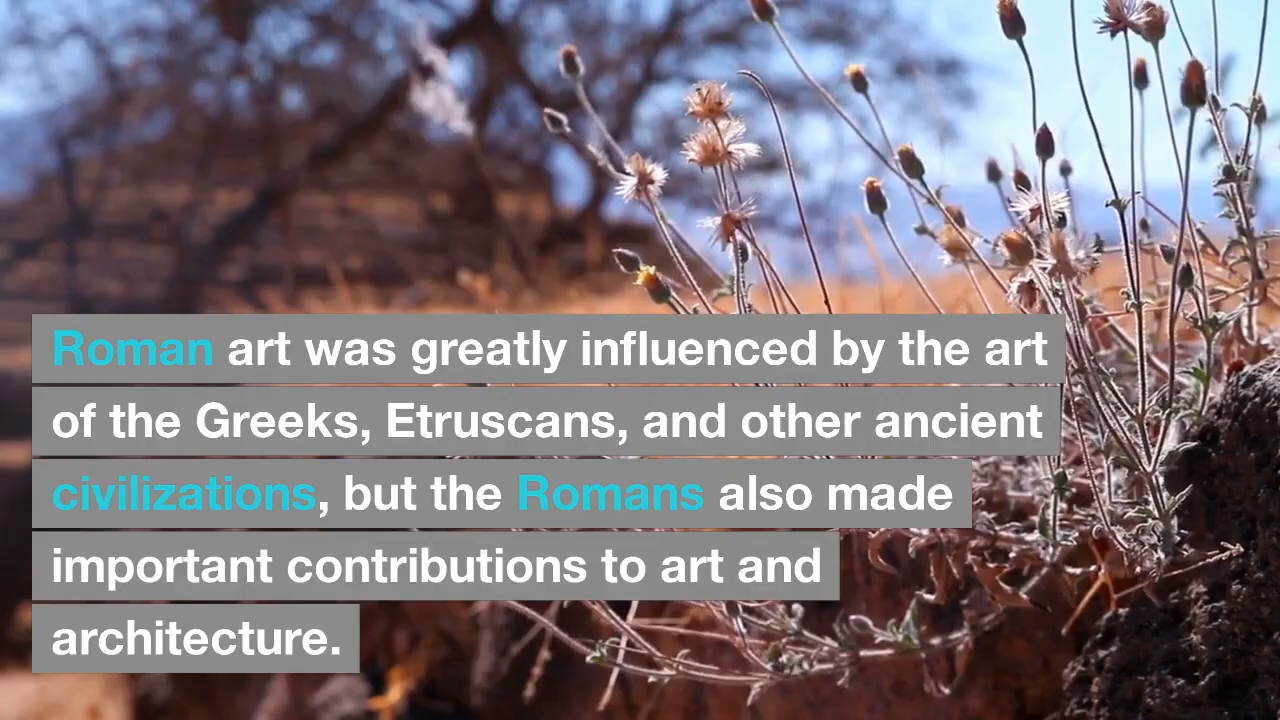 Roman art was greatly influenced by the art
of the Greeks, Etruscans, and other ancient
civilizations, but the Romans also made
important contributions to art and
architecture.